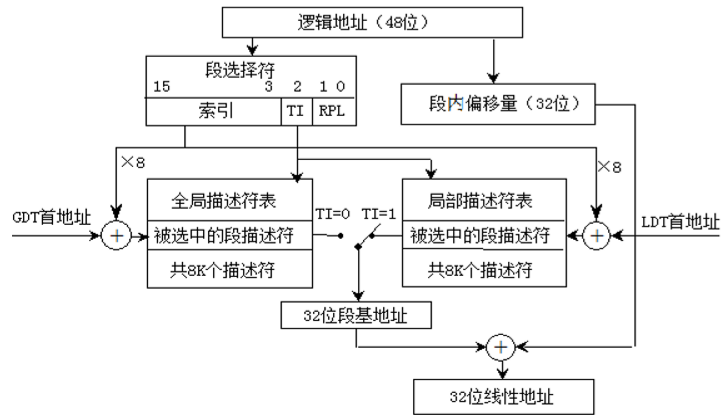 逻辑地址（48位）
段选择符
15 3 2 1 0
索引 TI RPL
段内偏移量（32位）
×8
×8
全局描述符表
局部描述符表
GDT首地址
TI=0 TI=1
LDT首地址
被选中的段描述符
被选中的段描述符
共8K个描述符
共8K个描述符
32位段基地址
32位线性地址